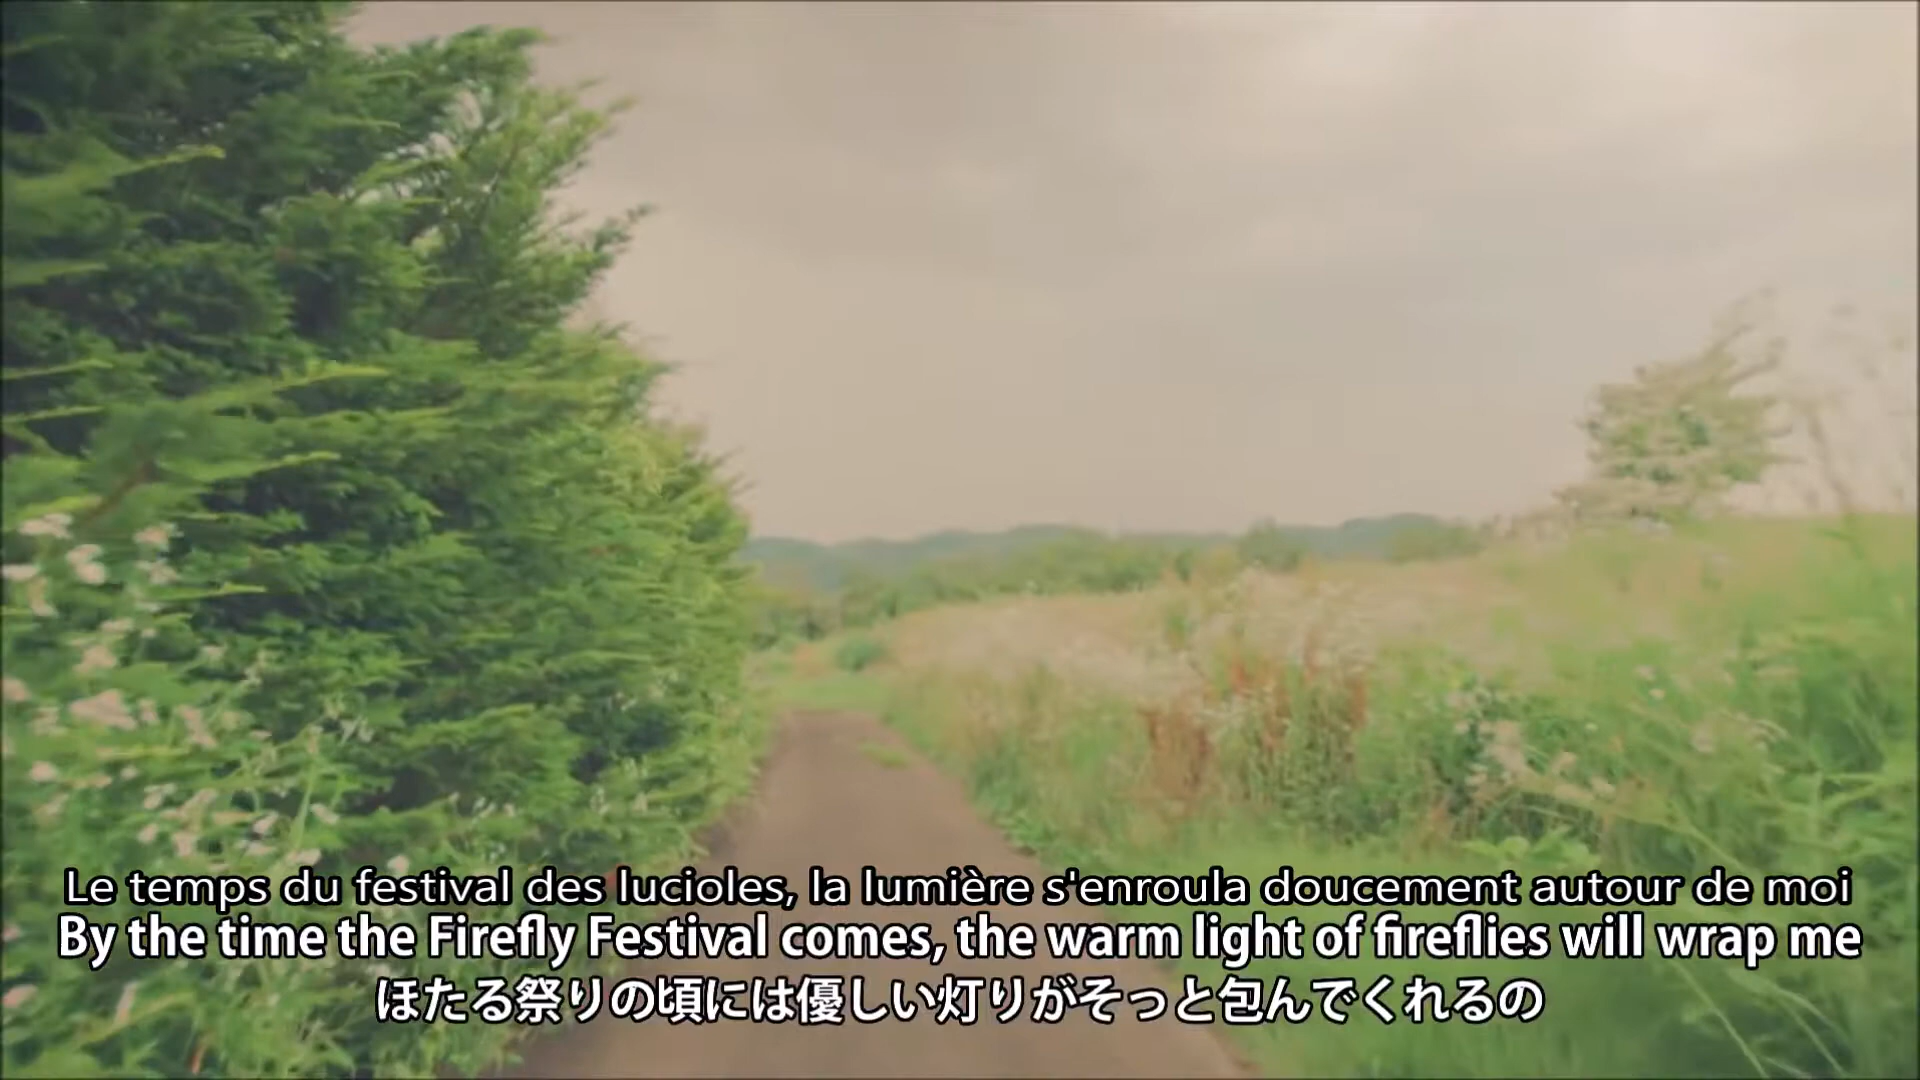 Le temps du festival des lucioles, la lumière s'enroula doucement autour de moi
By the time the Firefly Festival comes, the warm light of fireflies will wrap me
ほたる祭りの頃には優しい灯りがそっと包んでくれるの